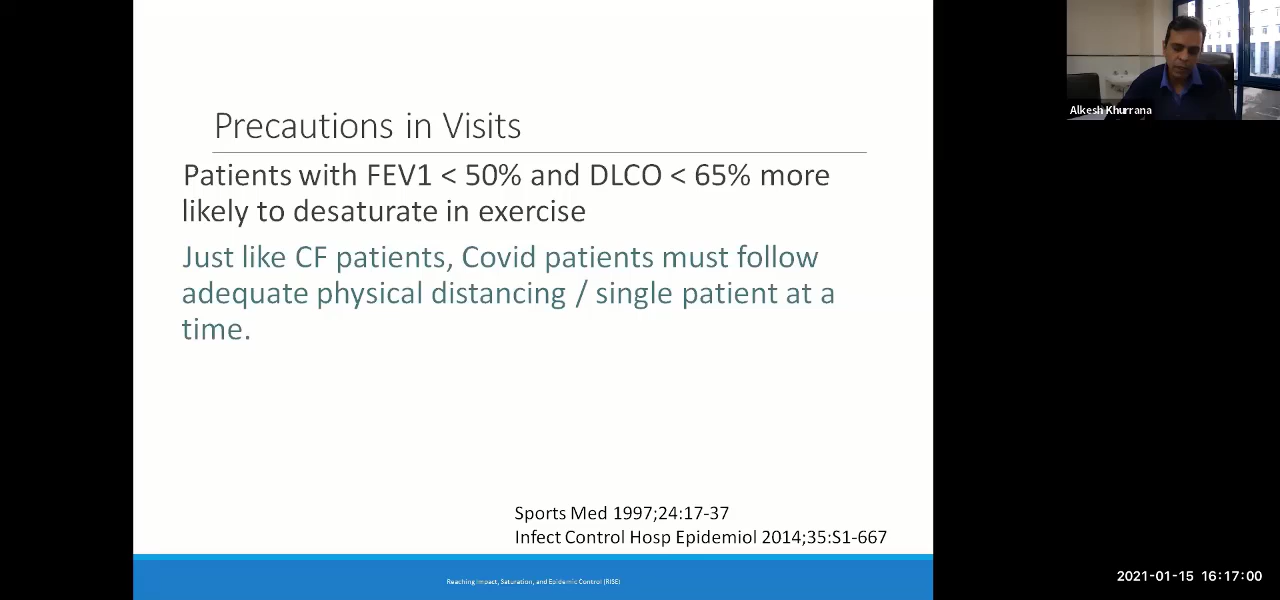 Precautions in Visits
Patients with FEV1 < 50% and DLCO < 65% more
likely to desaturate in exercise
Just like CF patients, Covid patients must follow
adequate physical distancing / single patient at a
time.
Sports Med 1997;24:17-37
Infect Control Hosp Epidemiol 2014;35:S1-667
Reaching Impact, Saturation, and Epidemic Control (RISE)
Alkesh Khurrana
2021-01-15 16:17:00